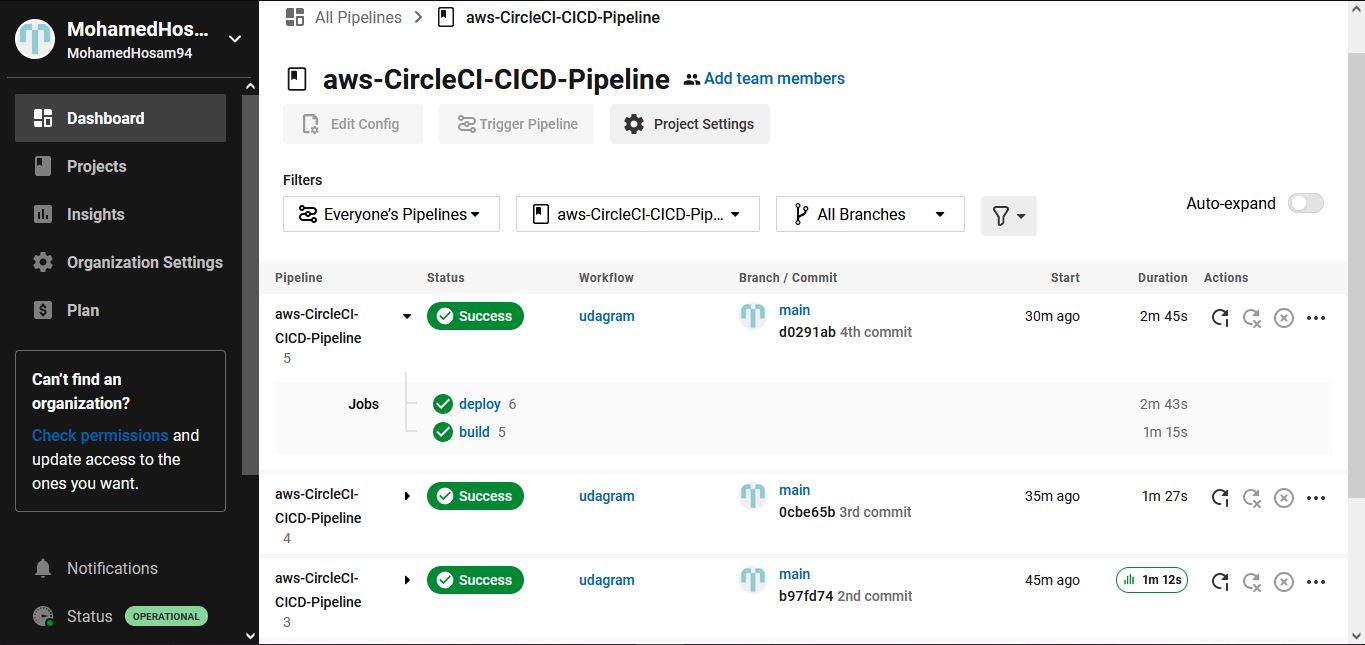 MohamedHos...
MohamedHosam94
Dashboard
Projects
Insights
Organization Settings
Plan
Can't find an
organization?
Check permissions and
update access to the
ones you want.
Notifications
Status OPERATIONAL
All Pipelines aws-CircleCI-CICD-Pipeline
aws-CircleCI-CICD-Pipeline Add team members
Edit Config Trigger Pipeline Project Settings
Filters
Everyone's Pipelines aws-CircleCI-CICD-Pip... All Branches Auto-expand
Pipeline Status Workflow Branch / Commit Start Duration Actions
aws-CircleCI- Success udagram main 30m ago 2m 45s
CICD-Pipeline d0291ab 4th commit
5
Jobs deploy 6 2m 43s
build 5 1m 15s
aws-CircleCI- Success udagram main 35m ago 1m 27s
CICD-Pipeline 0cbe65b 3rd commit
4
aws-CircleCI- Success udagram main 45m ago 1m 12s
CICD-Pipeline b97fd74 2nd commit
3